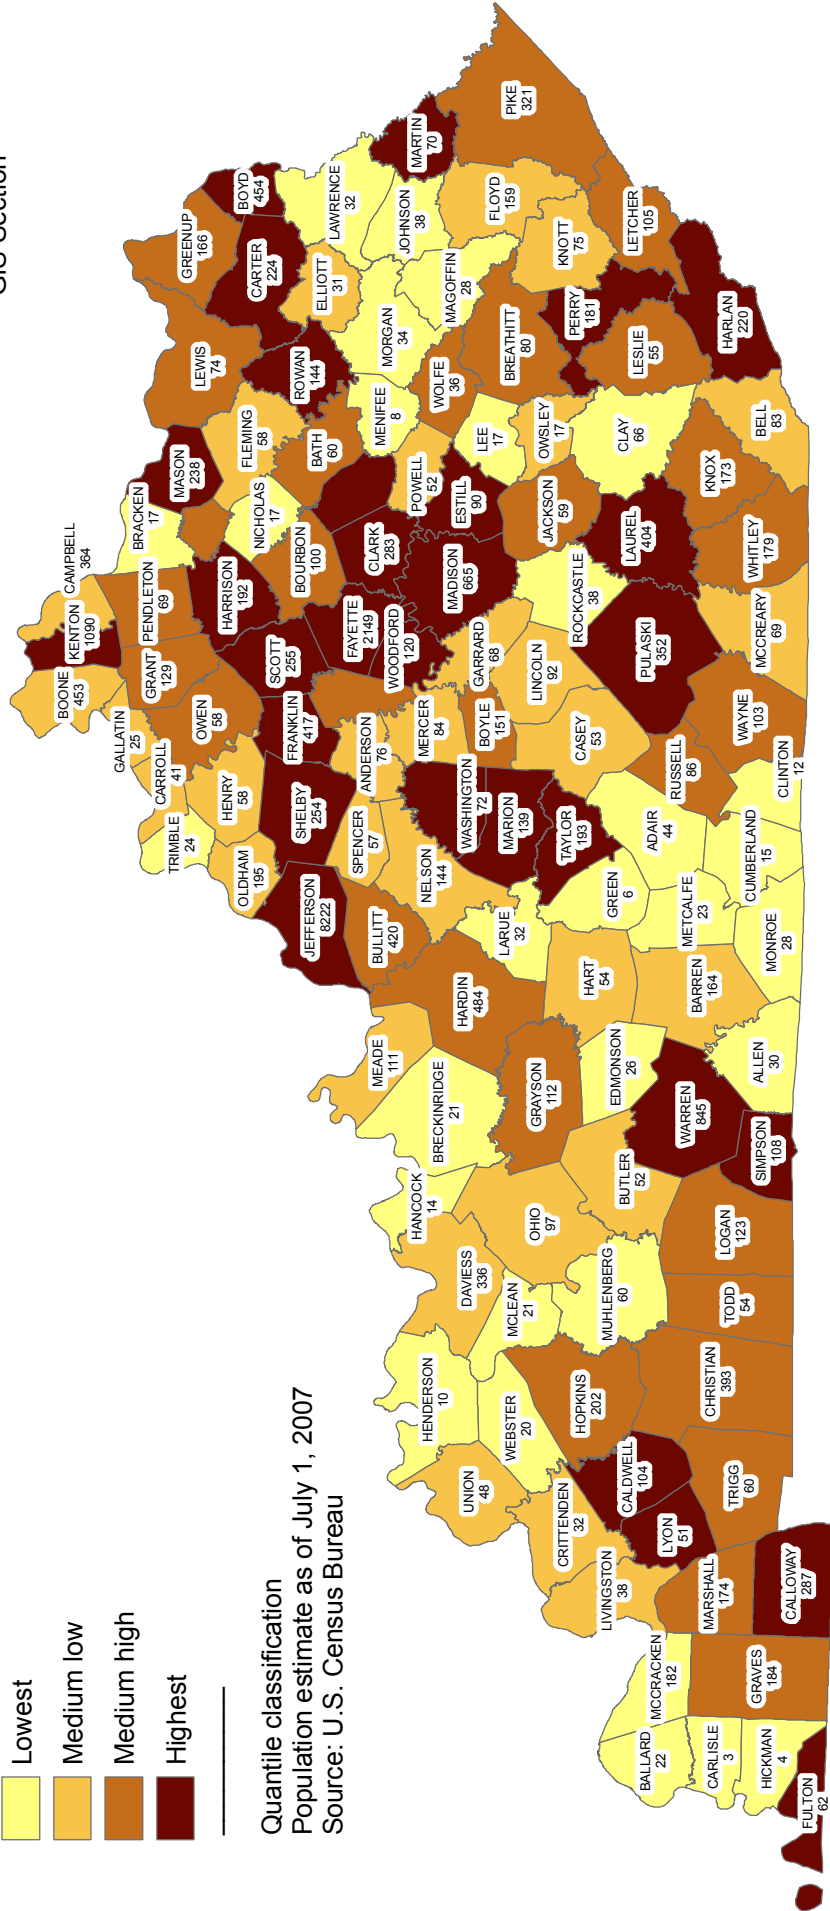 GIS Section
Lowest
Medium low
Medium high
Highest
Quantile classification
Population estimate as of July 1, 2007
Source: U.S. Census Bureau
BOONE
453
KENTON
1090
CAMPBELL
364
GALLATIN
25
CARROLL
41
TRIMBLE
24
GRANT
129
PENDLETON
69
BRACKEN
17
MASON
238
LEWIS
74
GREENUP
166
BOYD
454
CARTER
224
OWEN
58
HENRY
58
OLDHAM
195
HARRISON
192
NICHOLAS
17
FLEMING
58
ROWAN
144
ELLIOTT
31
LAWRENCE
32
JEFFERSON
8222
SHELBY
254
FRANKLIN
417
SCOTT
255
BOURBON
100
BATH
60
MENIFEE
8
MORGAN
34
JOHNSON
38
MARTIN
70
BULLITT
420
SPENCER
57
ANDERSON
76
WOODFORD
120
FAYETTE
2149
CLARK
283
POWELL
52
WOLFE
36
MAGOFFIN
28
FLOYD
159
PIKE
321
MEADE
111
HARDIN
484
NELSON
144
WASHINGTON
72
MERCER
84
BOYLE
151
GARRARD
68
MADISON
665
ESTILL
90
LEE
17
BREATHITT
80
KNOTT
75
LETCHER
105
HANCOCK
14
BRECKINRIDGE
21
GRAYSON
112
LARUE
32
MARION
139
TAYLOR
193
CASEY
53
LINCOLN
92
ROCKCASTLE
38
JACKSON
59
OWSLEY
17
PERRY
181
LESLIE
55
HARLAN
220
UNION
48
HENDERSON
10
DAVIESS
336
WEBSTER
20
MCLEAN
21
OHIO
97
BUTLER
52
EDMONSON
26
HART
54
GREEN
6
ADAIR
44
RUSSELL
86
PULASKI
352
LAUREL
404
CLAY
66
KNOX
173
BELL
83
CRITTENDEN
32
LIVINGSTON
38
CALDWELL
104
LYON
51
HOPKINS
202
MUHLENBERG
60
WARREN
845
BARREN
164
METCALFE
23
CUMBERLAND
15
CLINTON
12
WAYNE
103
MCCREARY
69
WHITLEY
179
BALLARD
22
MCCRACKEN
182
MARSHALL
174
TRIGG
60
CHRISTIAN
393
TODD
54
LOGAN
123
SIMPSON
108
ALLEN
30
MONROE
28
CARLISLE
3
HICKMAN
4
FULTON
62
GRAVES
184
CALLOWAY
287